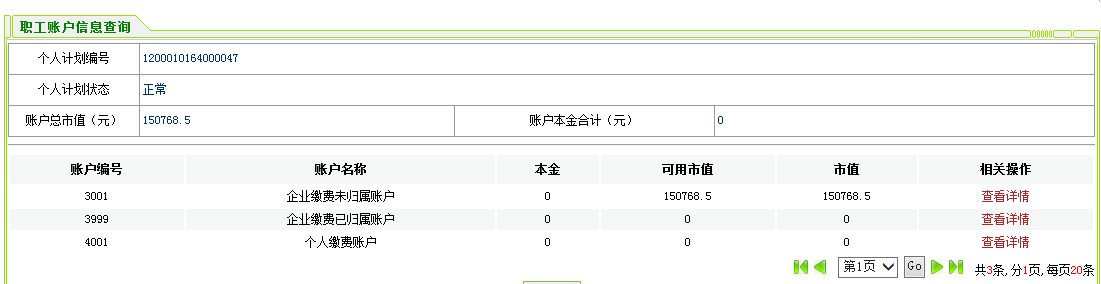 职工账户信息查询
个人计划编号 1200010164000047
个人计划状态 正常
账户总市值（元） 150768.5 账户本金合计（元） 0
账户编号 账户名称 本金 可用市值 市值 相关操作
3001 企业缴费未归属账户 0 150768.5 150768.5 查看详情
3999 企业缴费已归属账户 0 0 0 查看详情
4001 个人缴费账户 0 0 0 查看详情
第1页 Go 共3条,分1页,每页20条